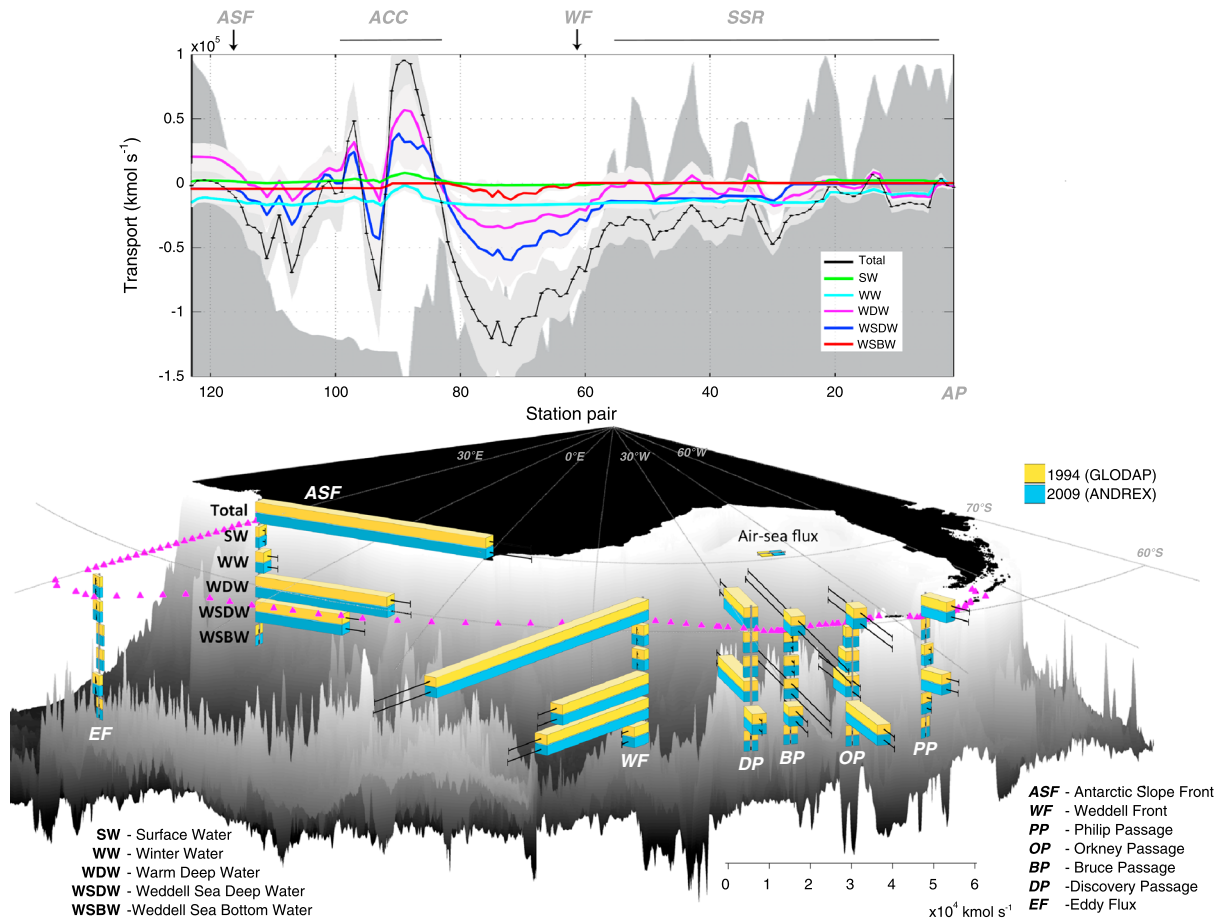 ASF ACC WF SSR
x10⁵
1
0.5
0
-0.5
-1
-1.5
Transport (kmol s⁻¹)
Total
SW
WW
WDW
WSDW
WSBW
120 100 80 60 40 20 AP
Station pair
30°E 0°E 30°W 60°W
1994 (GLODAP)
2009 (ANDREX)
70°S
60°S
ASF
Total
SW
WW
WDW
WSDW
WSBW
Air-sea flux
EF WF DP BP OP PP
SW - Surface Water
WW - Winter Water
WDW - Warm Deep Water
WSDW - Weddell Sea Deep Water
WSBW -Weddell Sea Bottom Water
0 1 2 3 4 5 6
x10⁴ kmol s⁻¹
ASF - Antarctic Slope Front
WF - Weddell Front
PP - Philip Passage
OP - Orkney Passage
BP - Bruce Passage
DP -Discovery Passage
EF -Eddy Flux